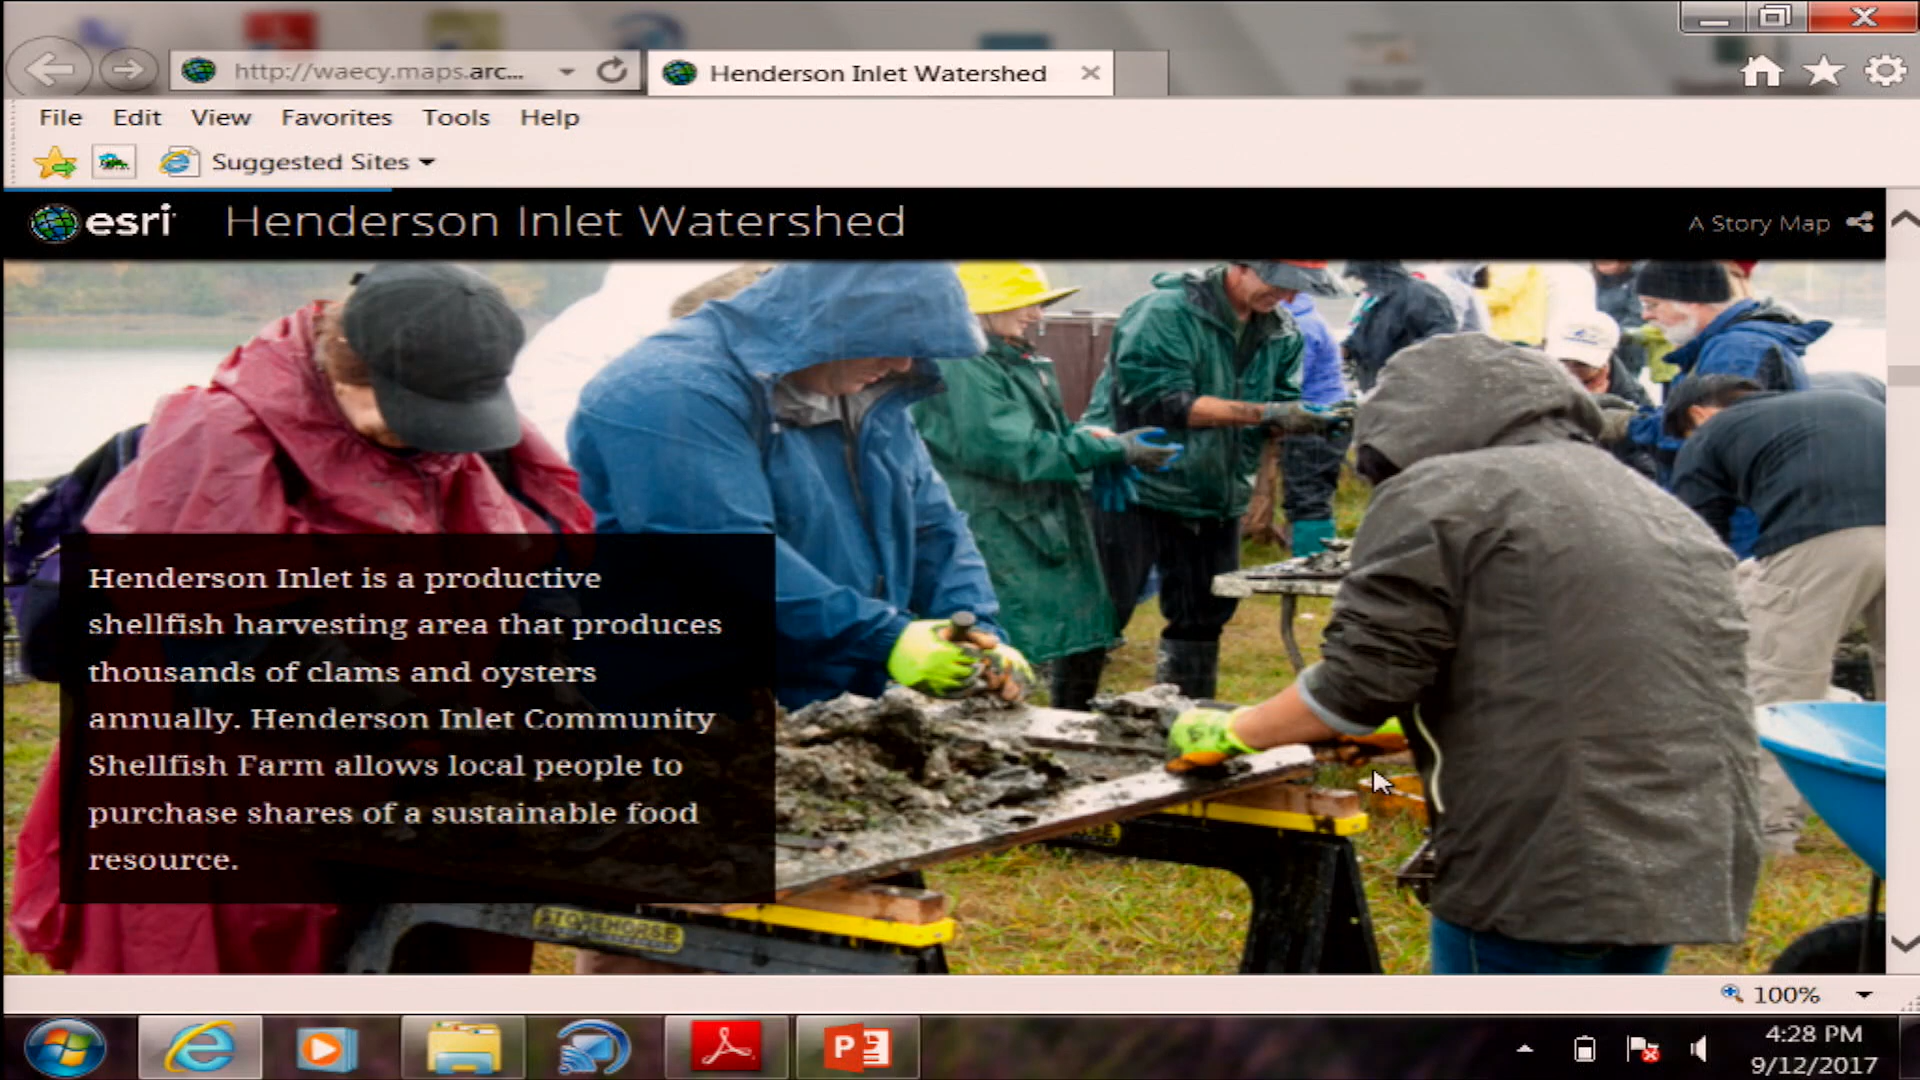 http://waecy.maps.arc...
Henderson Inlet Watershed
File Edit View Favorites Tools Help
Suggested Sites
esri Henderson Inlet Watershed
A Story Map
Henderson Inlet is a productive
shellfish harvesting area that produces
thousands of clams and oysters
annually. Henderson Inlet Community
Shellfish Farm allows local people to
purchase shares of a sustainable food
resource.
STOREHORSE
100%
4:28 PM
9/12/2017